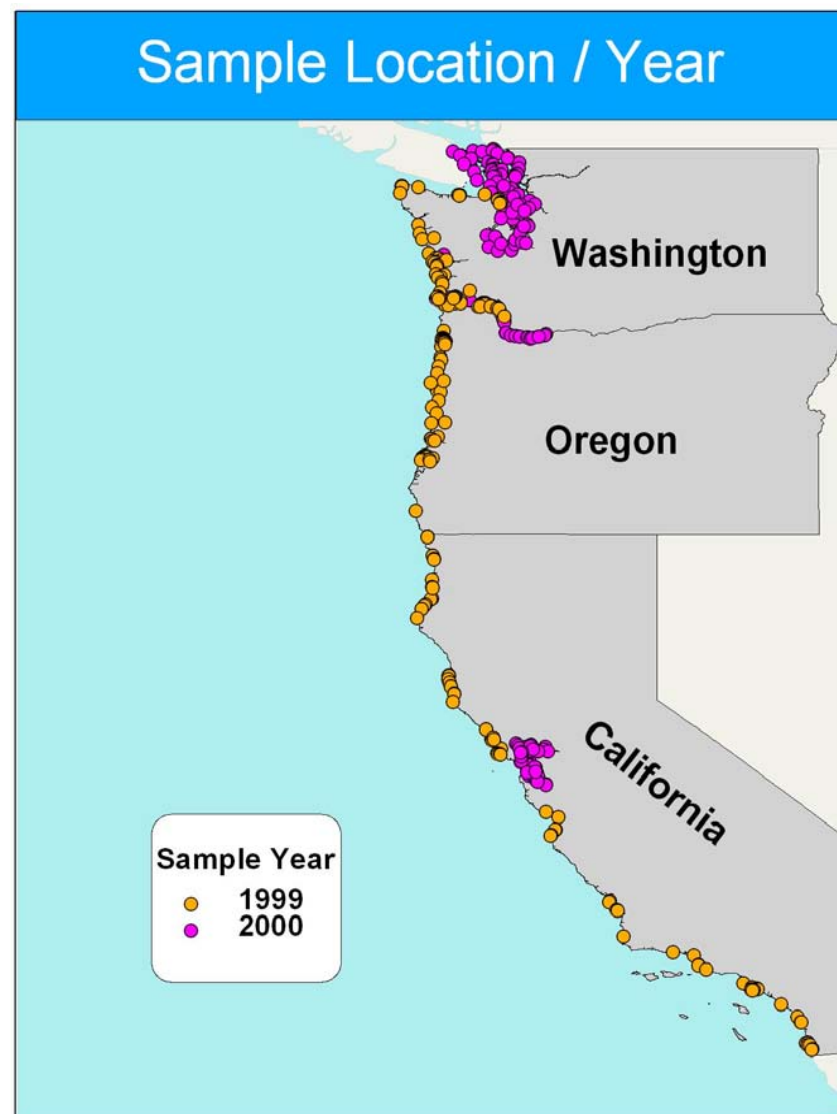 Sample Location / Year
Washington
Oregon
California
Sample Year
1999
2000